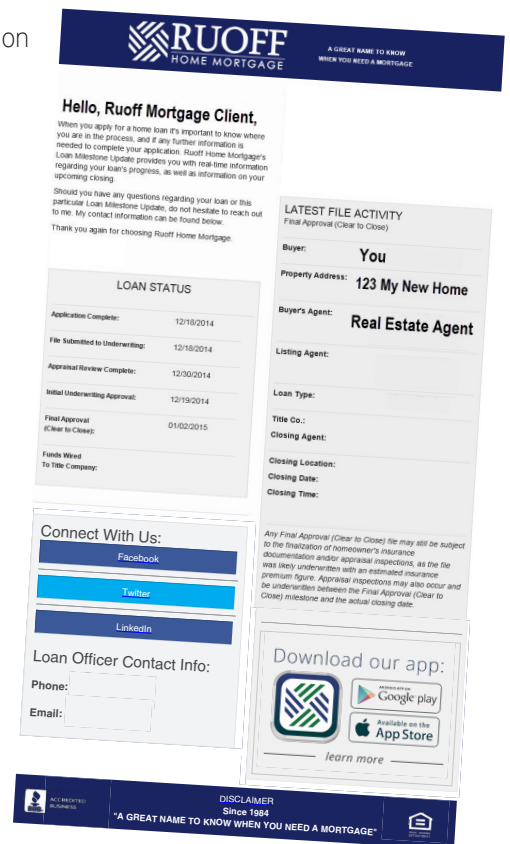 on
RUOFF
HOME MORTGAGE
A GREAT NAME TO KNOW
WHEN YOU NEED A MORTGAGE
Hello, Ruoff Mortgage Client,
When you apply for a home loan it's important to know where
you are in the process, and if any further information is
needed to complete your application. Ruoff Home Mortgage's
Loan Milestone Update provides you with real-time information
regarding your loan's progress, as well as information on your
upcoming closing.
Should you have any questions regarding your loan or this
particular Loan Milestone Update, do not hesitate to reach out
to me. My contact information can be found below.
Thank you again for choosing Ruoff Home Mortgage.
LOAN STATUS
Application Complete: 12/18/2014
File Submitted to Underwriting: 12/18/2014
Appraisal Review Complete: 12/30/2014
Initial Underwriting Approval: 12/19/2014
Final Approval
(Clear to Close): 01/02/2015
Funds Wired
To Title Company:
LATEST FILE ACTIVITY
Final Approval (Clear to Close)
Buyer: You
Property Address: 123 My New Home
Buyer's Agent: Real Estate Agent
Listing Agent:
Loan Type:
Title Co.:
Closing Agent:
Closing Location:
Closing Date:
Closing Time:
Any Final Approval (Clear to Close) file may still be subject
to the finalization of homeowner's insurance
documentation and/or appraisal inspections, as the file
was likely underwritten with an estimated insurance
premium figure. Appraisal inspections may also occur and
be underwritten between the Final Approval (Clear to
Close) milestone and the actual closing date.
Connect With Us:
Facebook
Twitter
LinkedIn
Loan Officer Contact Info:
Phone:
Email:
Download our app:
ANDROID APP ON
Google play
Available on the
App Store
learn more
BBB
ACCREDITED
BUSINESS
DISCLAIMER
Since 1984
"A GREAT NAME TO KNOW WHEN YOU NEED A MORTGAGE"